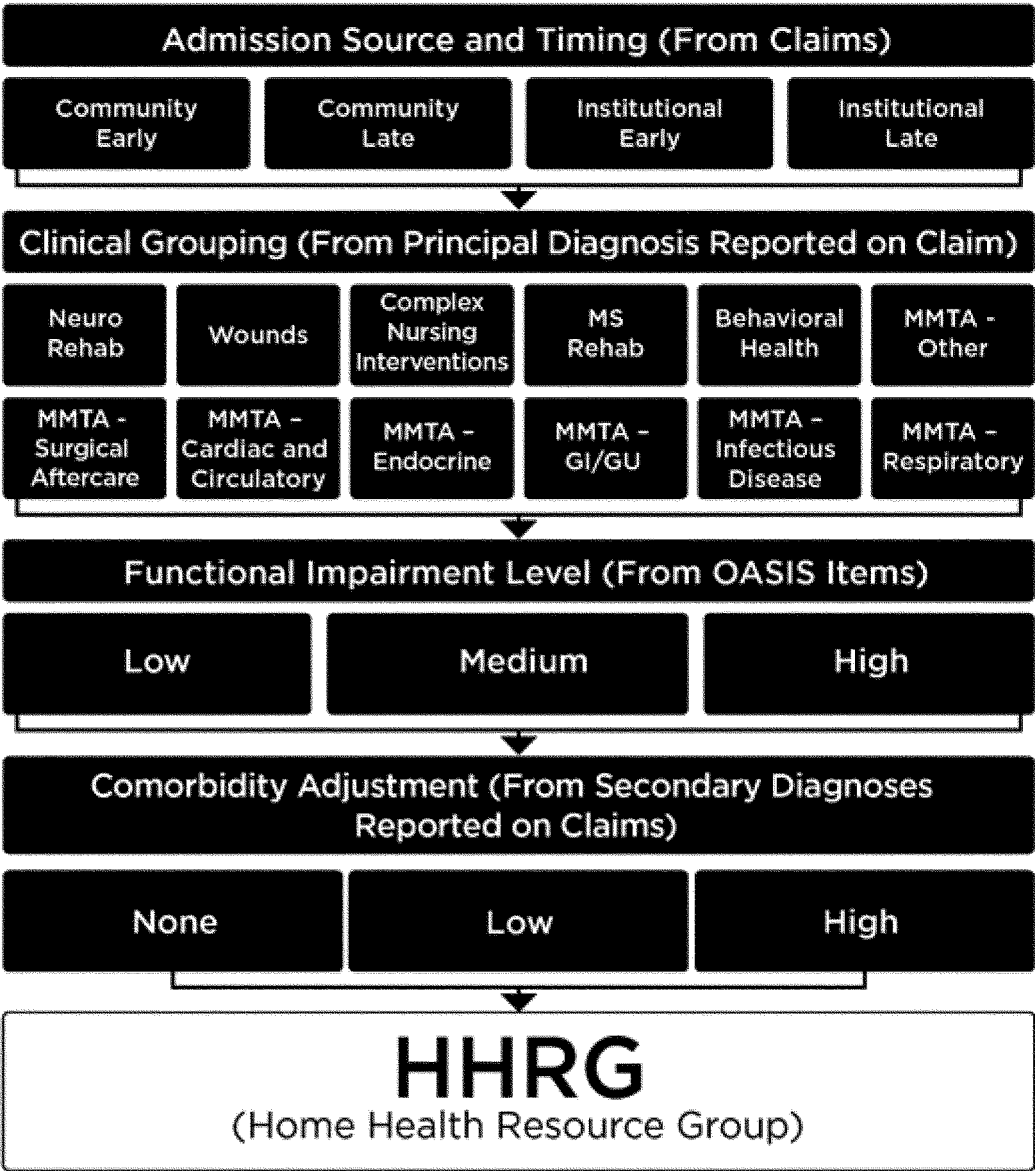 Admission Source and Timing (From Claims)
Community
Early
Community
Late
Institutional
Early
Institutional
Late
Clinical Grouping (From Principal Diagnosis Reported on Claim)
Neuro
Rehab
Wounds
Complex
Nursing
Interventions
MS
Rehab
Behavioral
Health
MMTA -
Other
MMTA -
Surgical
Aftercare
MMTA –
Cardiac and
Circulatory
MMTA –
Endocrine
MMTA –
GI/GU
MMTA –
Infectious
Disease
MMTA –
Respiratory
Functional Impairment Level (From OASIS Items)
Low
Medium
High
Comorbidity Adjustment (From Secondary Diagnoses
Reported on Claims)
None
Low
High
HHRG
(Home Health Resource Group)